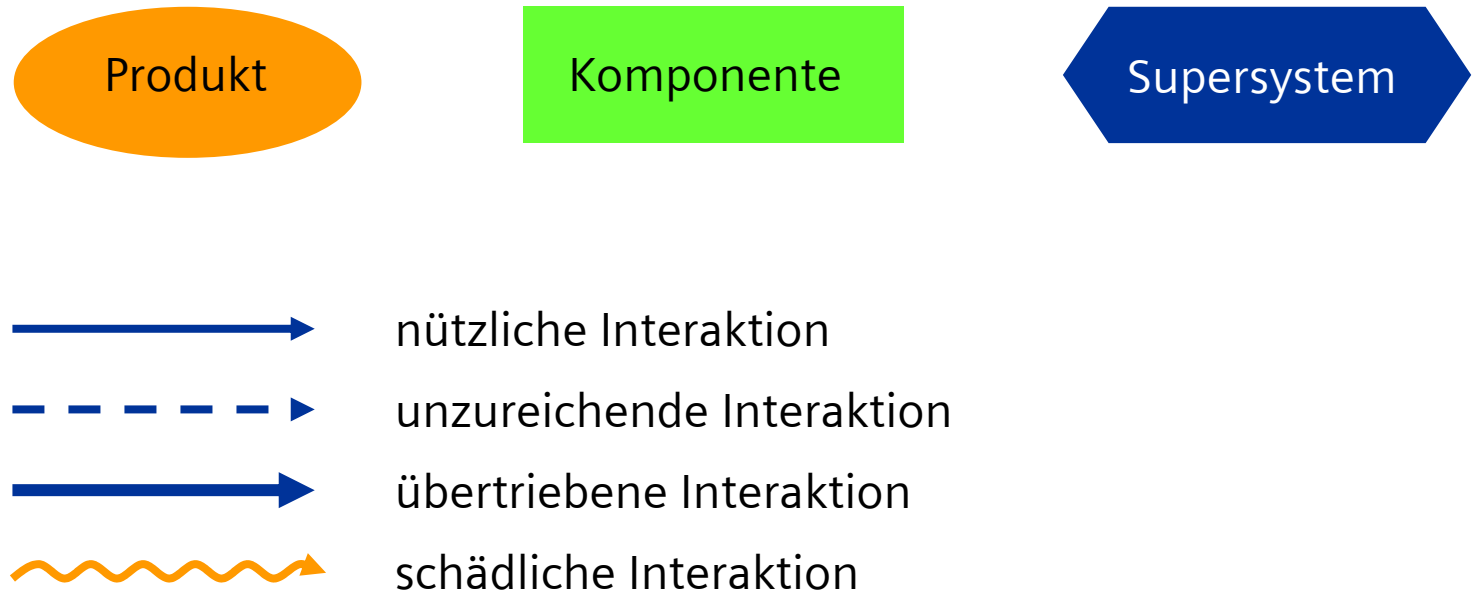 Produkt
Komponente
Supersystem
nützliche Interaktion
unzureichende Interaktion
übertriebene Interaktion
schädliche Interaktion